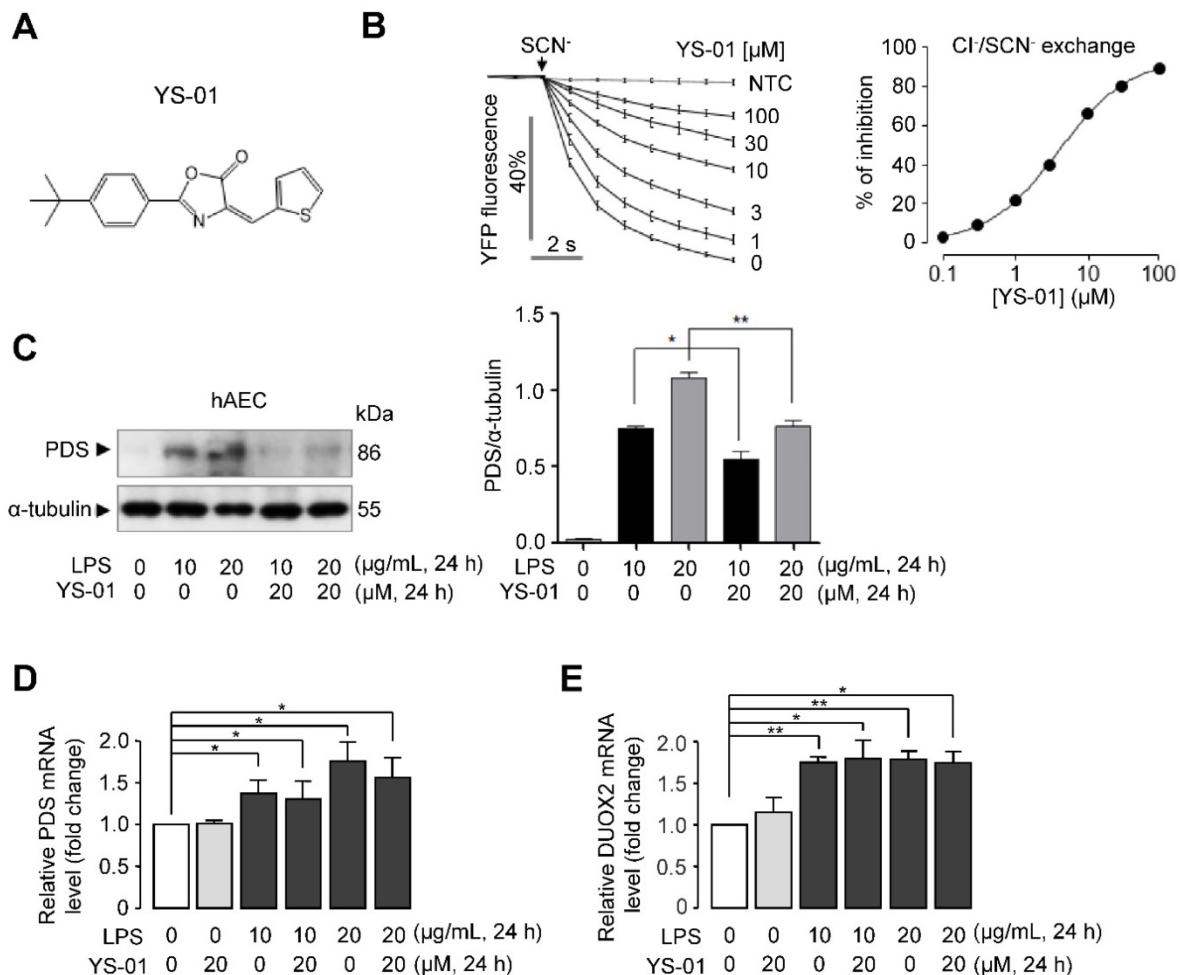 A
YS-01
O
O
N
S
B
SCN⁻
YS-01 [µM]
NTC
100
30
10
3
1
0
YFP fluorescence
40%
2 s
Cl⁻/SCN⁻ exchange
% of inhibition
100
80
60
40
20
0
0.1 1 10 100
[YS-01] (µM)
C
hAEC
kDa
PDS
86
α-tubulin
55
LPS 0 10 20 10 20 (µg/mL, 24 h)
YS-01 0 0 0 20 20 (µM, 24 h)
PDS/α-tubulin
1.5
1.0
0.5
0.0
*
**
LPS 0 10 20 10 20 (µg/mL, 24 h)
YS-01 0 0 0 20 20 (µM, 24 h)
D
Relative PDS mRNA
level (fold change)
2.0
1.5
1.0
0.5
0
*
*
*
*
LPS 0 0 10 10 20 20 (µg/mL, 24 h)
YS-01 0 20 0 20 0 20 (µM, 24 h)
E
Relative DUOX2 mRNA
level (fold change)
2.0
1.5
1.0
0.5
0
*
**
*
**
LPS 0 0 10 10 20 20 (µg/mL, 24 h)
YS-01 0 20 0 20 0 20 (µM, 24 h)